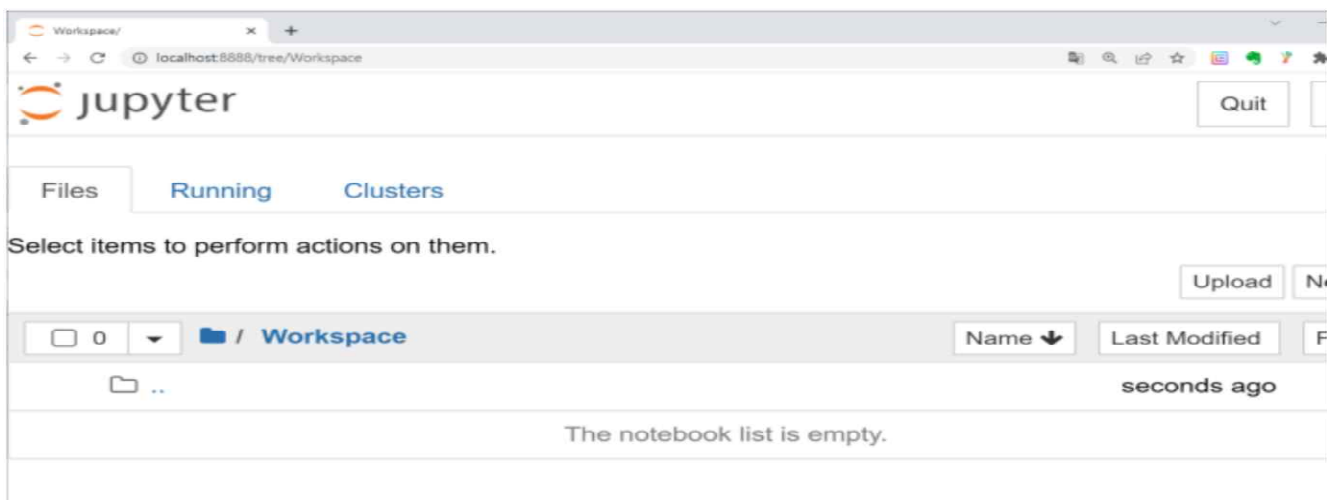 Workspace/
localhost:8888/tree/Workspace
jupyter
Quit
Files Running Clusters
Select items to perform actions on them.
Upload
0 / Workspace Name Last Modified
.. seconds ago
The notebook list is empty.